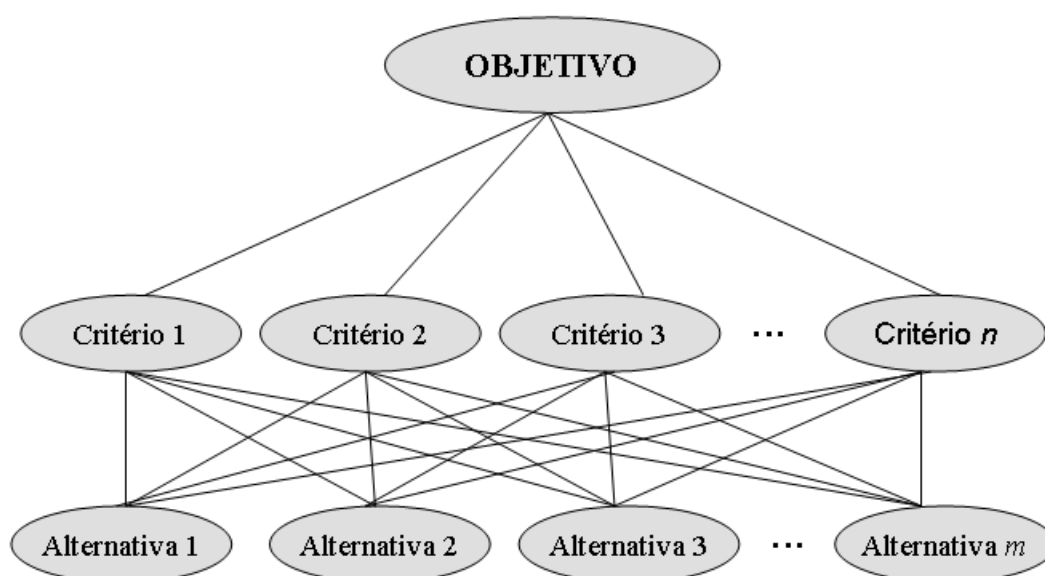 OBJETIVO
Critério 1 Critério 2 Critério 3 ... Critério n
Alternativa 1 Alternativa 2 Alternativa 3 ... Alternativa m